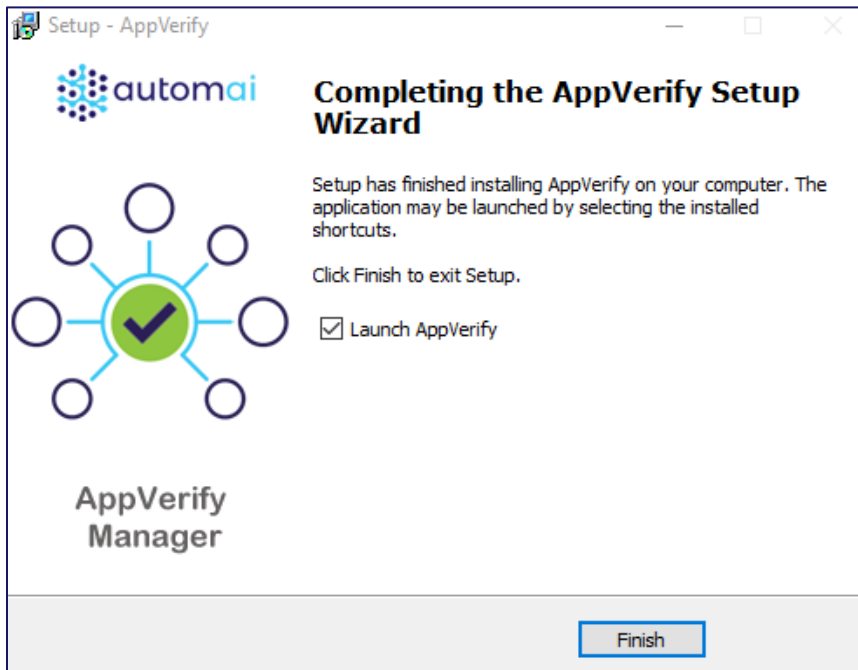 Setup - AppVerify
automai
Completing the AppVerify Setup
Wizard
Setup has finished installing AppVerify on your computer. The
application may be launched by selecting the installed
shortcuts.
Click Finish to exit Setup.
Launch AppVerify
AppVerify
Manager
Finish